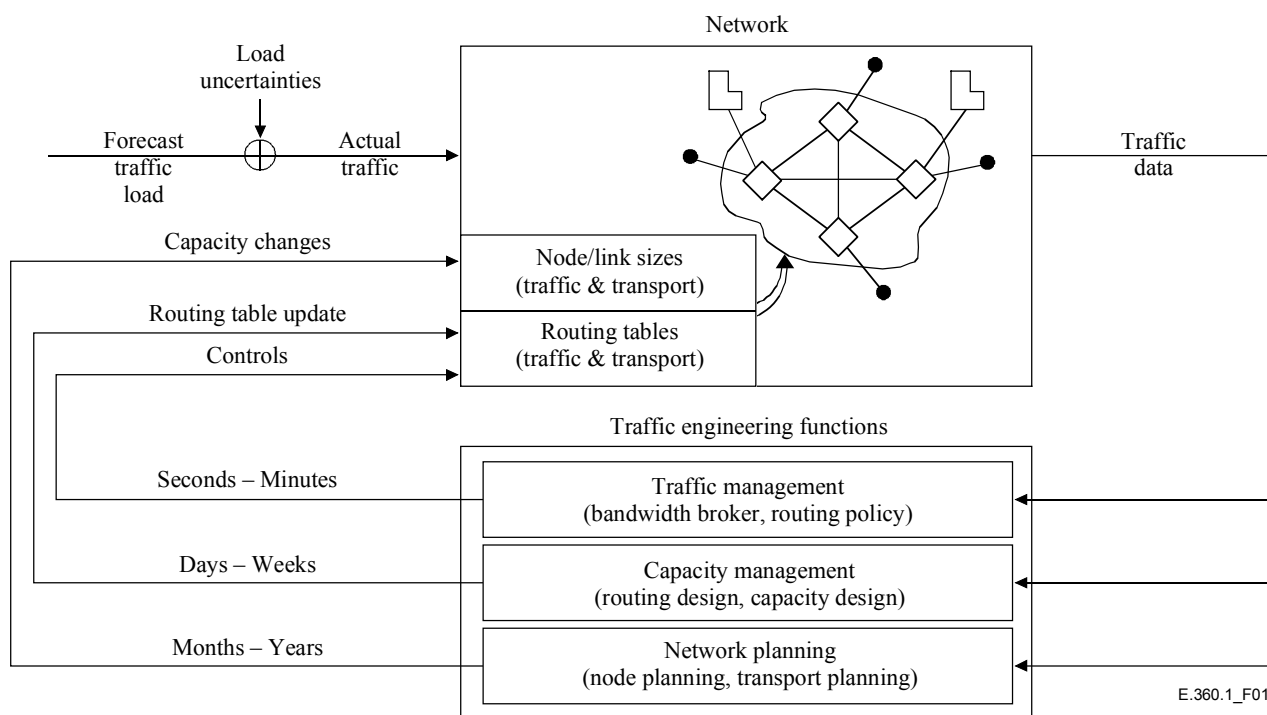 Network
Load
uncertainties
Forecast
traffic
load
Actual
traffic
Traffic
data
Capacity changes
Node/link sizes
(traffic & transport)
Routing table update
Routing tables
(traffic & transport)
Controls
Traffic engineering functions
Seconds – Minutes
Traffic management
(bandwidth broker, routing policy)
Days – Weeks
Capacity management
(routing design, capacity design)
Months – Years
Network planning
(node planning, transport planning)
E.360.1_F01